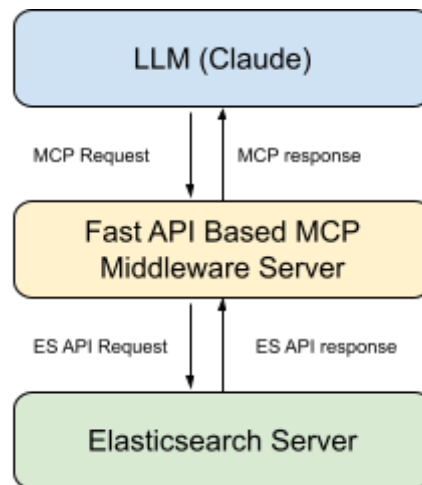 LLM (Claude)
MCP Request
MCP response
Fast API Based MCP
Middleware Server
ES API Request
ES API response
Elasticsearch Server